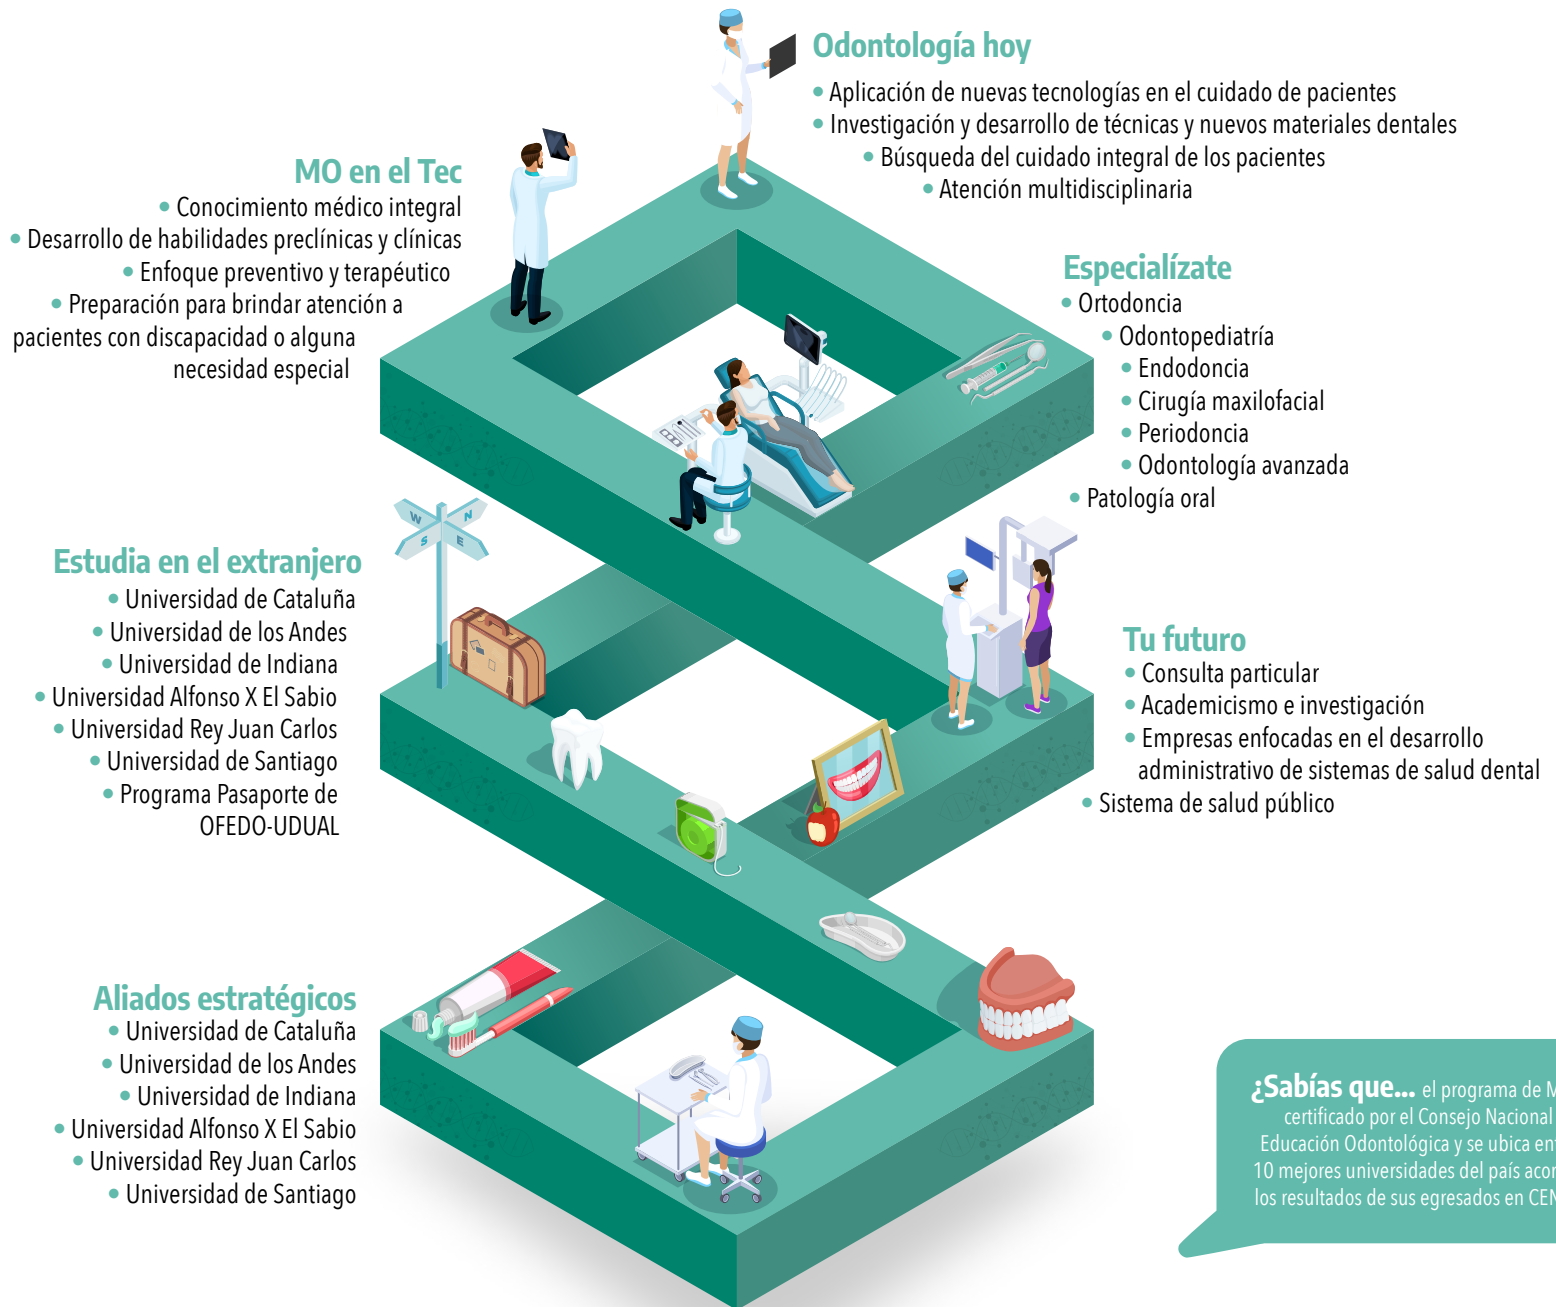 Odontología hoy
• Aplicación de nuevas tecnologías en el cuidado de pacientes
• Investigación y desarrollo de técnicas y nuevos materiales dentales
• Búsqueda del cuidado integral de los pacientes
• Atención multidisciplinaria
MO en el Tec
• Conocimiento médico integral
• Desarrollo de habilidades preclínicas y clínicas
• Enfoque preventivo y terapéutico
• Preparación para brindar atención a
pacientes con discapacidad o alguna
necesidad especial
Especialízate
• Ortodoncia
• Odontopediatría
• Endodoncia
• Cirugía maxilofacial
• Periodoncia
• Odontología avanzada
• Patología oral
W N
S E
Estudia en el extranjero
• Universidad de Cataluña
• Universidad de los Andes
• Universidad de Indiana
• Universidad Alfonso X El Sabio
• Universidad Rey Juan Carlos
• Universidad de Santiago
• Programa Pasaporte de
OFEDO-UDUAL
Tu futuro
• Consulta particular
• Academicismo e investigación
• Empresas enfocadas en el desarrollo
administrativo de sistemas de salud dental
• Sistema de salud público
Aliados estratégicos
• Universidad de Cataluña
• Universidad de los Andes
• Universidad de Indiana
• Universidad Alfonso X El Sabio
• Universidad Rey Juan Carlos
• Universidad de Santiago
¿Sabías que... el programa de
certificado por el Consejo Nacional
Educación Odontológica y se ubica
10 mejores universidades del país
los resultados de sus egresados en